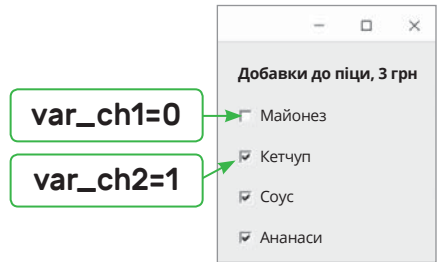 Добавки до піци, 3 грн
var_ch1=0
Майонез
Кетчуп
var_ch2=1
Соус
Ананаси